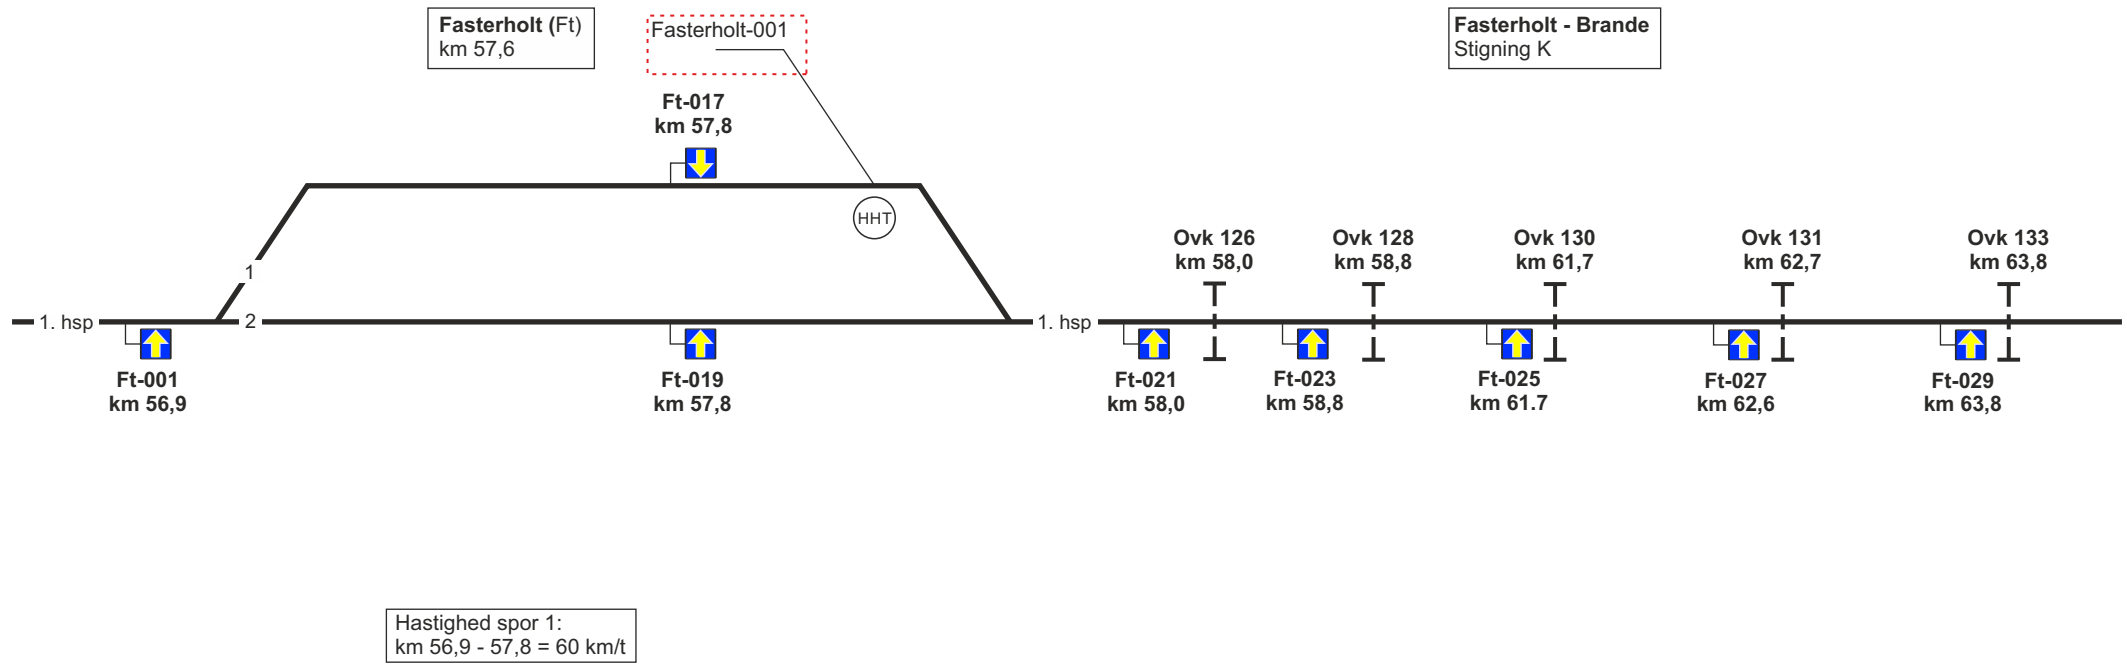 Fasterholt (Ft)
km 57,6
Fasterholt-001
Fasterholt - Brande
Stigning K
Ft-017
km 57,8
HHT
Ovk 126
km 58,0
Ovk 128
km 58,8
Ovk 130
km 61,7
Ovk 131
km 62,7
Ovk 133
km 63,8
1
1. hsp
2
1. hsp
Ft-001
km 56,9
Ft-019
km 57,8
Ft-021
km 58,0
Ft-023
km 58,8
Ft-025
km 61.7
Ft-027
km 62,6
Ft-029
km 63,8
Hastighed spor 1:
km 56,9 - 57,8 = 60 km/t